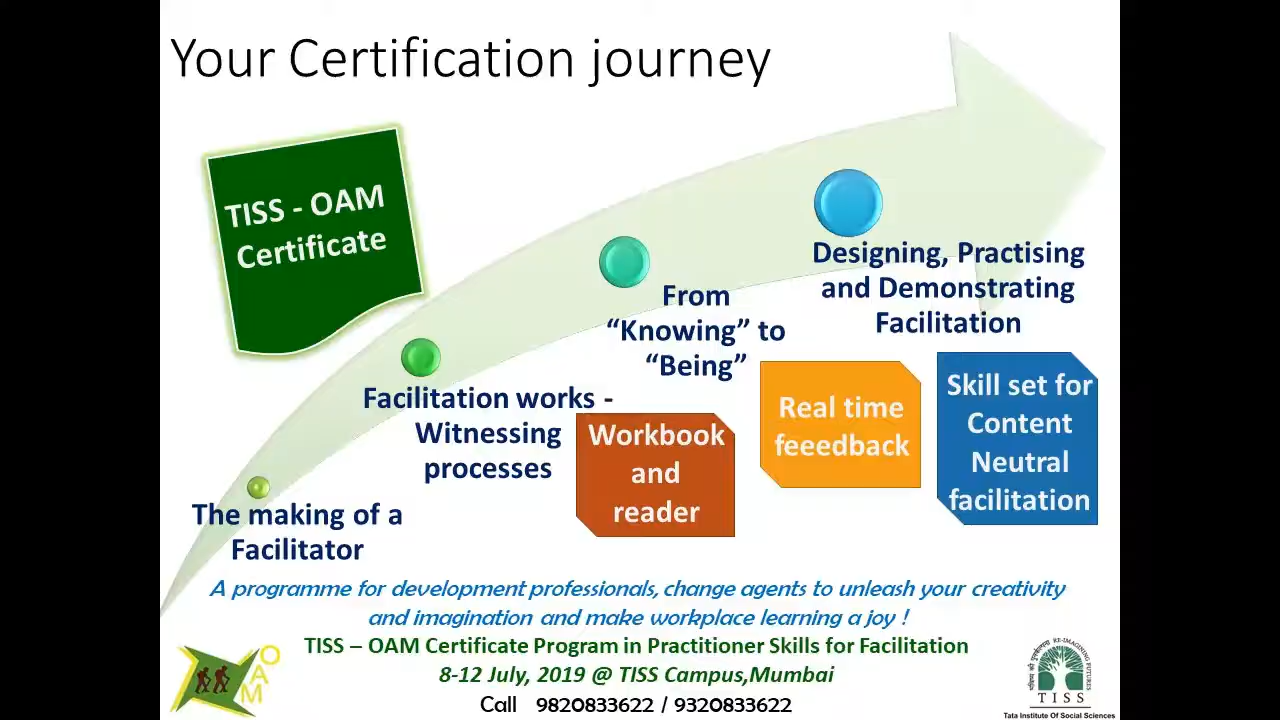 Your Certification journey
TISS - OAM
Certificate
Designing, Practising
and Demonstrating
Facilitation
From
“Knowing” to
“Being”
Facilitation works -
Witnessing
processes
The making of a
Facilitator
Workbook
and
reader
Real time
feeedback
Skill set for
Content
Neutral
facilitation
A programme for development professionals, change agents to unleash your creativity
and imagination and make workplace learning a joy !
TISS – OAM Certificate Program in Practitioner Skills for Facilitation
8-12 July, 2019 @ TISS Campus,Mumbai
Call 9820833622 / 9320833622
OAM
RE-IMAGINING FUTURES
TISS
Tata Institute Of Social Sciences